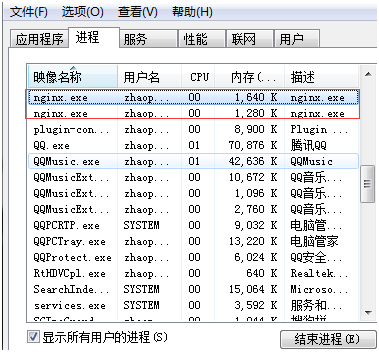 文件(F) 选项(O) 查看(V) 帮助(H)
应用程序 进程 服务 性能 联网 用户
映像名称 用户名 CPU 内存(... 描述
nginx.exe zhaop... 00 1,640 K nginx.exe
nginx.exe zhaop... 00 1,280 K nginx.exe
plugin-con... zhaop... 00 8,900 K Plugin ...
QQ.exe zhaop... 01 70,876 K 腾讯QQ
QQMusic.exe zhaop... 01 42,636 K QQMusic
QQMusicExt... zhaop... 00 10,672 K QQ音乐...
QQMusicExt... zhaop... 00 1,096 K QQ音乐...
QQMusicExt... zhaop... 00 2,760 K QQ音乐...
QQPCRTP.exe SYSTEM 00 9,032 K 电脑管...
QQPCTray.exe zhaop... 00 13,220 K 电脑管家
QQProtect.exe zhaop... 00 6,024 K QQ安全...
RtHDVCpl.exe zhaop... 00 640 K Realtek...
SearchInde... SYSTEM 00 15,064 K Microso...
services.exe SYSTEM 00 3,592 K 服务和...
zhaop... 00 1,044 K
显示所有用户的进程(S) 结束进程(E)